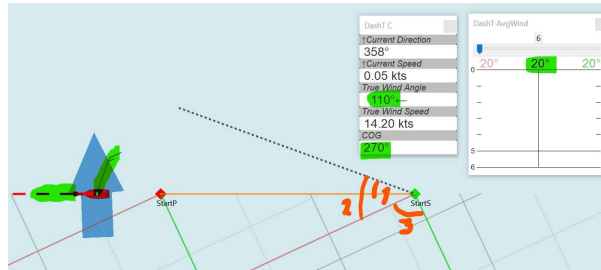 DashT C
↑Current Direction
358°
↑Current Speed
0.05 kts
True Wind Angle
110°←
True Wind Speed
14.20 kts
COG
270°
DashT AvgWind
6
20° 20° 20°
0
5
6
StartP
StartS
1
2
3